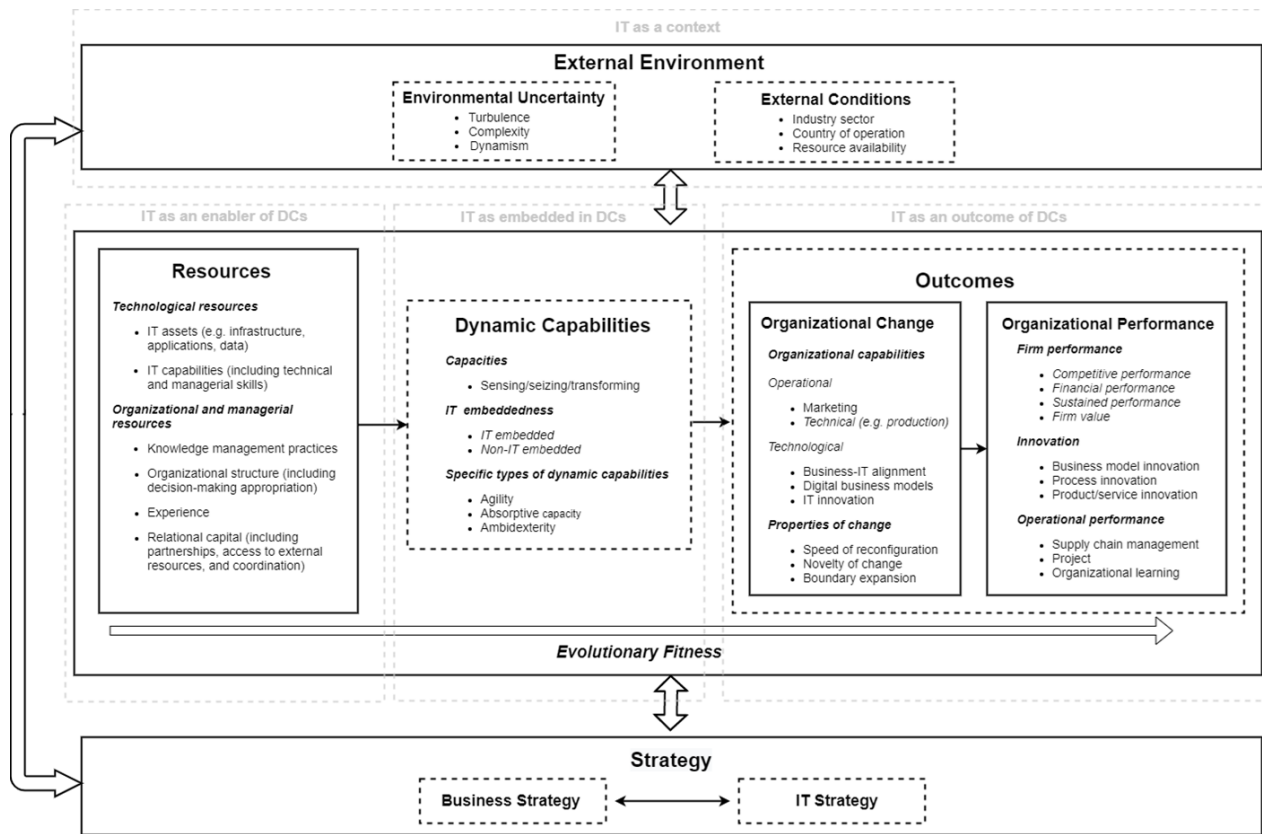 IT as a context
External Environment
Environmental Uncertainty
• Turbulence
• Complexity
• Dynamism
External Conditions
• Industry sector
• Country of operation
• Resource availability
IT as an enabler of DCs
IT as embedded in DCs
IT as an outcome of DCs
Resources
Technological resources
• IT assets (e.g. infrastructure,
applications, data)
• IT capabilities (including technical
and managerial skills)
Organizational and managerial
resources
• Knowledge management practices
• Organizational structure (including
decision-making appropriation)
• Experience
• Relational capital (including
partnerships, access to external
resources, and coordination)
Dynamic Capabilities
Capacities
• Sensing/seizing/transforming
IT embeddedness
• IT embedded
• Non-IT embedded
Specific types of dynamic capabilities
• Agility
• Absorptive capacity
• Ambidexterity
Outcomes
Organizational Change
Organizational capabilities
Operational
• Marketing
• Technical (e.g. production)
Technological
• Business-IT alignment
• Digital business models
• IT innovation
Properties of change
• Speed of reconfiguration
• Novelty of change
• Boundary expansion
Organizational Performance
Firm performance
• Competitive performance
• Financial performance
• Sustained performance
• Firm value
Innovation
• Business model innovation
• Process innovation
• Product/service innovation
Operational performance
• Supply chain management
• Project
• Organizational learning
Evolutionary Fitness
Strategy
Business Strategy
IT Strategy